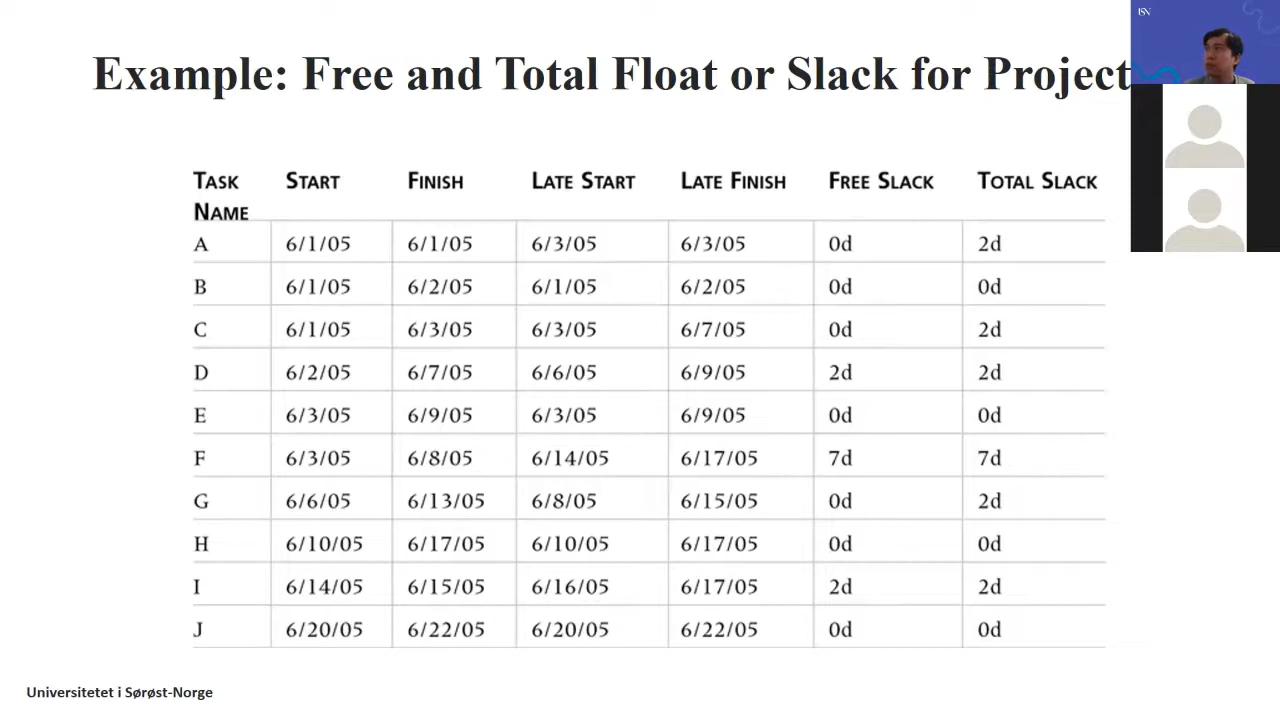 Example: Free and Total Float or Slack for Project
USN
TASK NAME START FINISH LATE START LATE FINISH FREE SLACK TOTAL SLACK
A 6/1/05 6/1/05 6/3/05 6/3/05 0d 2d
B 6/1/05 6/2/05 6/1/05 6/2/05 0d 0d
C 6/1/05 6/3/05 6/3/05 6/7/05 0d 2d
D 6/2/05 6/7/05 6/6/05 6/9/05 2d 2d
E 6/3/05 6/9/05 6/3/05 6/9/05 0d 0d
F 6/3/05 6/8/05 6/14/05 6/17/05 7d 7d
G 6/6/05 6/13/05 6/8/05 6/15/05 0d 2d
H 6/10/05 6/17/05 6/10/05 6/17/05 0d 0d
I 6/14/05 6/15/05 6/16/05 6/17/05 2d 2d
J 6/20/05 6/22/05 6/20/05 6/22/05 0d 0d
Universitetet i Sørøst-Norge